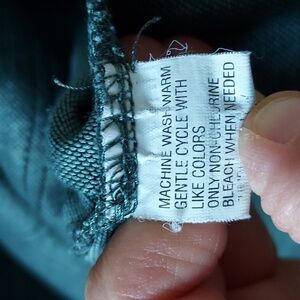 MACHINE WASH WARM
GENTLE CYCLE WITH
LIKE COLORS
ONLY NON-CHLORINE
BLEACH WHEN NEEDED